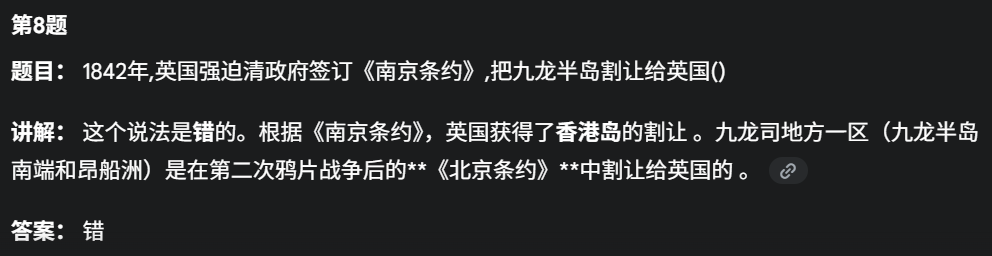 第8题
题目： 1842年,英国强迫清政府签订《南京条约》,把九龙半岛割让给英国()
讲解： 这个说法是错的。根据《南京条约》，英国获得了香港岛的割让 。九龙司地方一区（九龙半岛
南端和昂船洲）是在第二次鸦片战争后的**《北京条约》**中割让给英国的 。
答案： 错